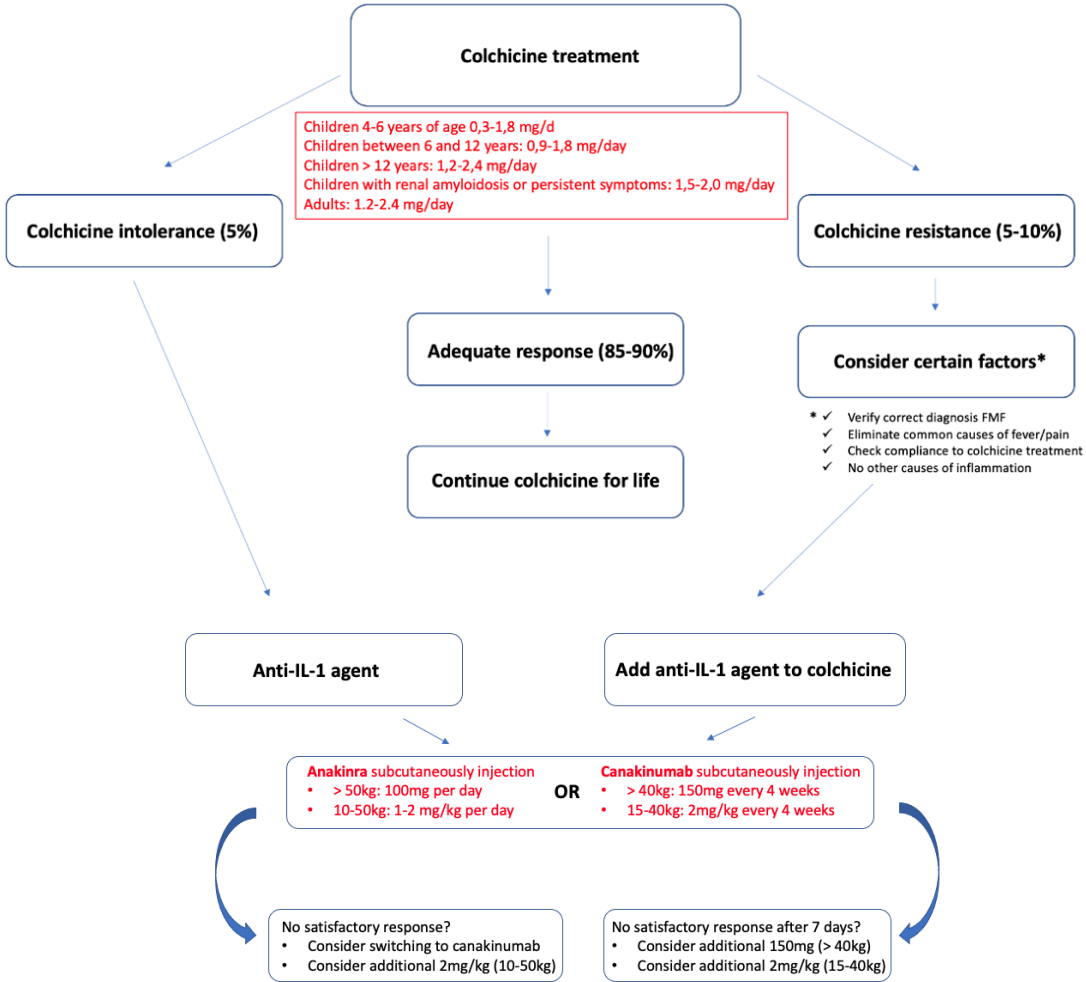 Colchicine treatment
Children 4-6 years of age 0,3-1,8 mg/d
Children between 6 and 12 years: 0,9-1,8 mg/day
Children > 12 years: 1,2-2,4 mg/day
Children with renal amyloidosis or persistent symptoms: 1,5-2,0 mg/day
Adults: 1.2-2.4 mg/day
Colchicine intolerance (5%)
Colchicine resistance (5-10%)
Adequate response (85-90%)
Consider certain factors*
* ✓ Verify correct diagnosis FMF
✓ Eliminate common causes of fever/pain
✓ Check compliance to colchicine treatment
✓ No other causes of inflammation
Continue colchicine for life
Anti-IL-1 agent
Add anti-IL-1 agent to colchicine
Anakinra subcutaneously injection
• > 50kg: 100mg per day
• 10-50kg: 1-2 mg/kg per day
OR
Canakinumab subcutaneously injection
• > 40kg: 150mg every 4 weeks
• 15-40kg: 2mg/kg every 4 weeks
No satisfactory response?
• Consider switching to canakinumab
• Consider additional 2mg/kg (10-50kg)
No satisfactory response after 7 days?
• Consider additional 150mg (> 40kg)
• Consider additional 2mg/kg (15-40kg)